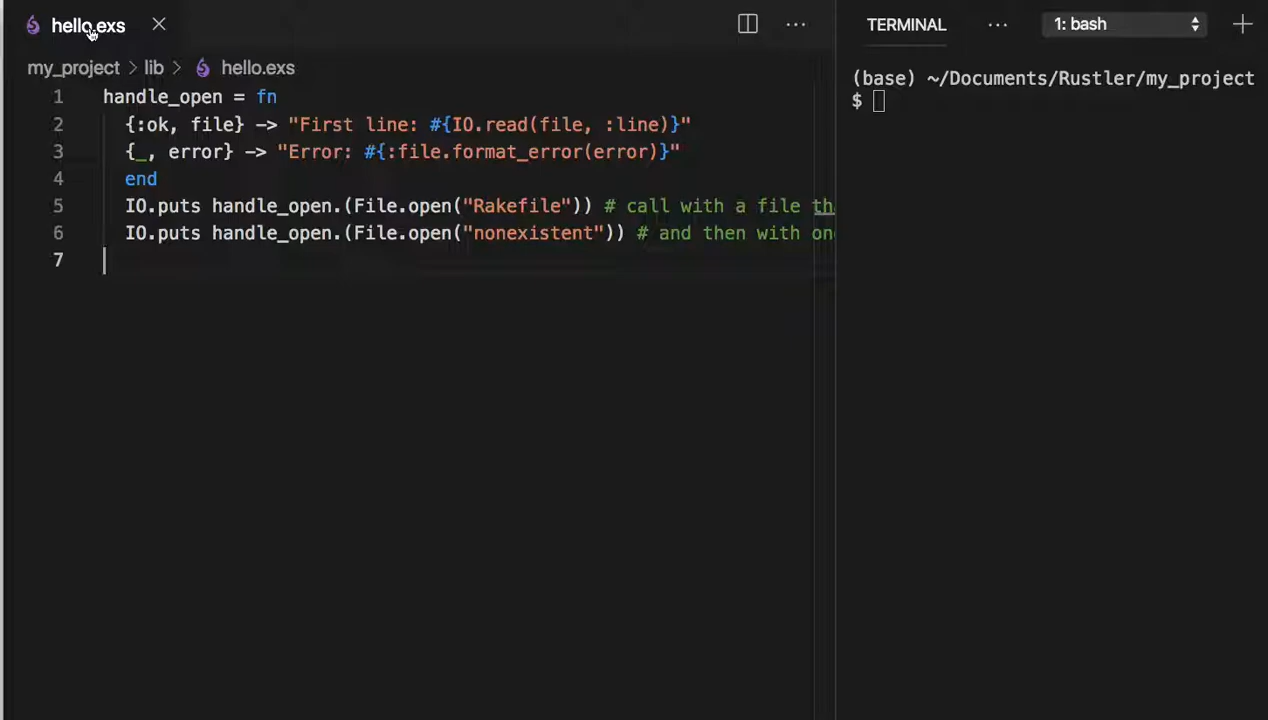 hello.exs
TERMINAL
1: bash
my_project > lib > hello.exs
1 handle_open = fn
2 {:ok, file} -> "First line: #{IO.read(file, :line)}"
3 {_, error} -> "Error: #{:file.format_error(error)}"
4 end
5 IO.puts handle_open.(File.open("Rakefile")) # call with a file th
6 IO.puts handle_open.(File.open("nonexistent")) # and then with on
7
(base) ~/Documents/Rustler/my_project
$